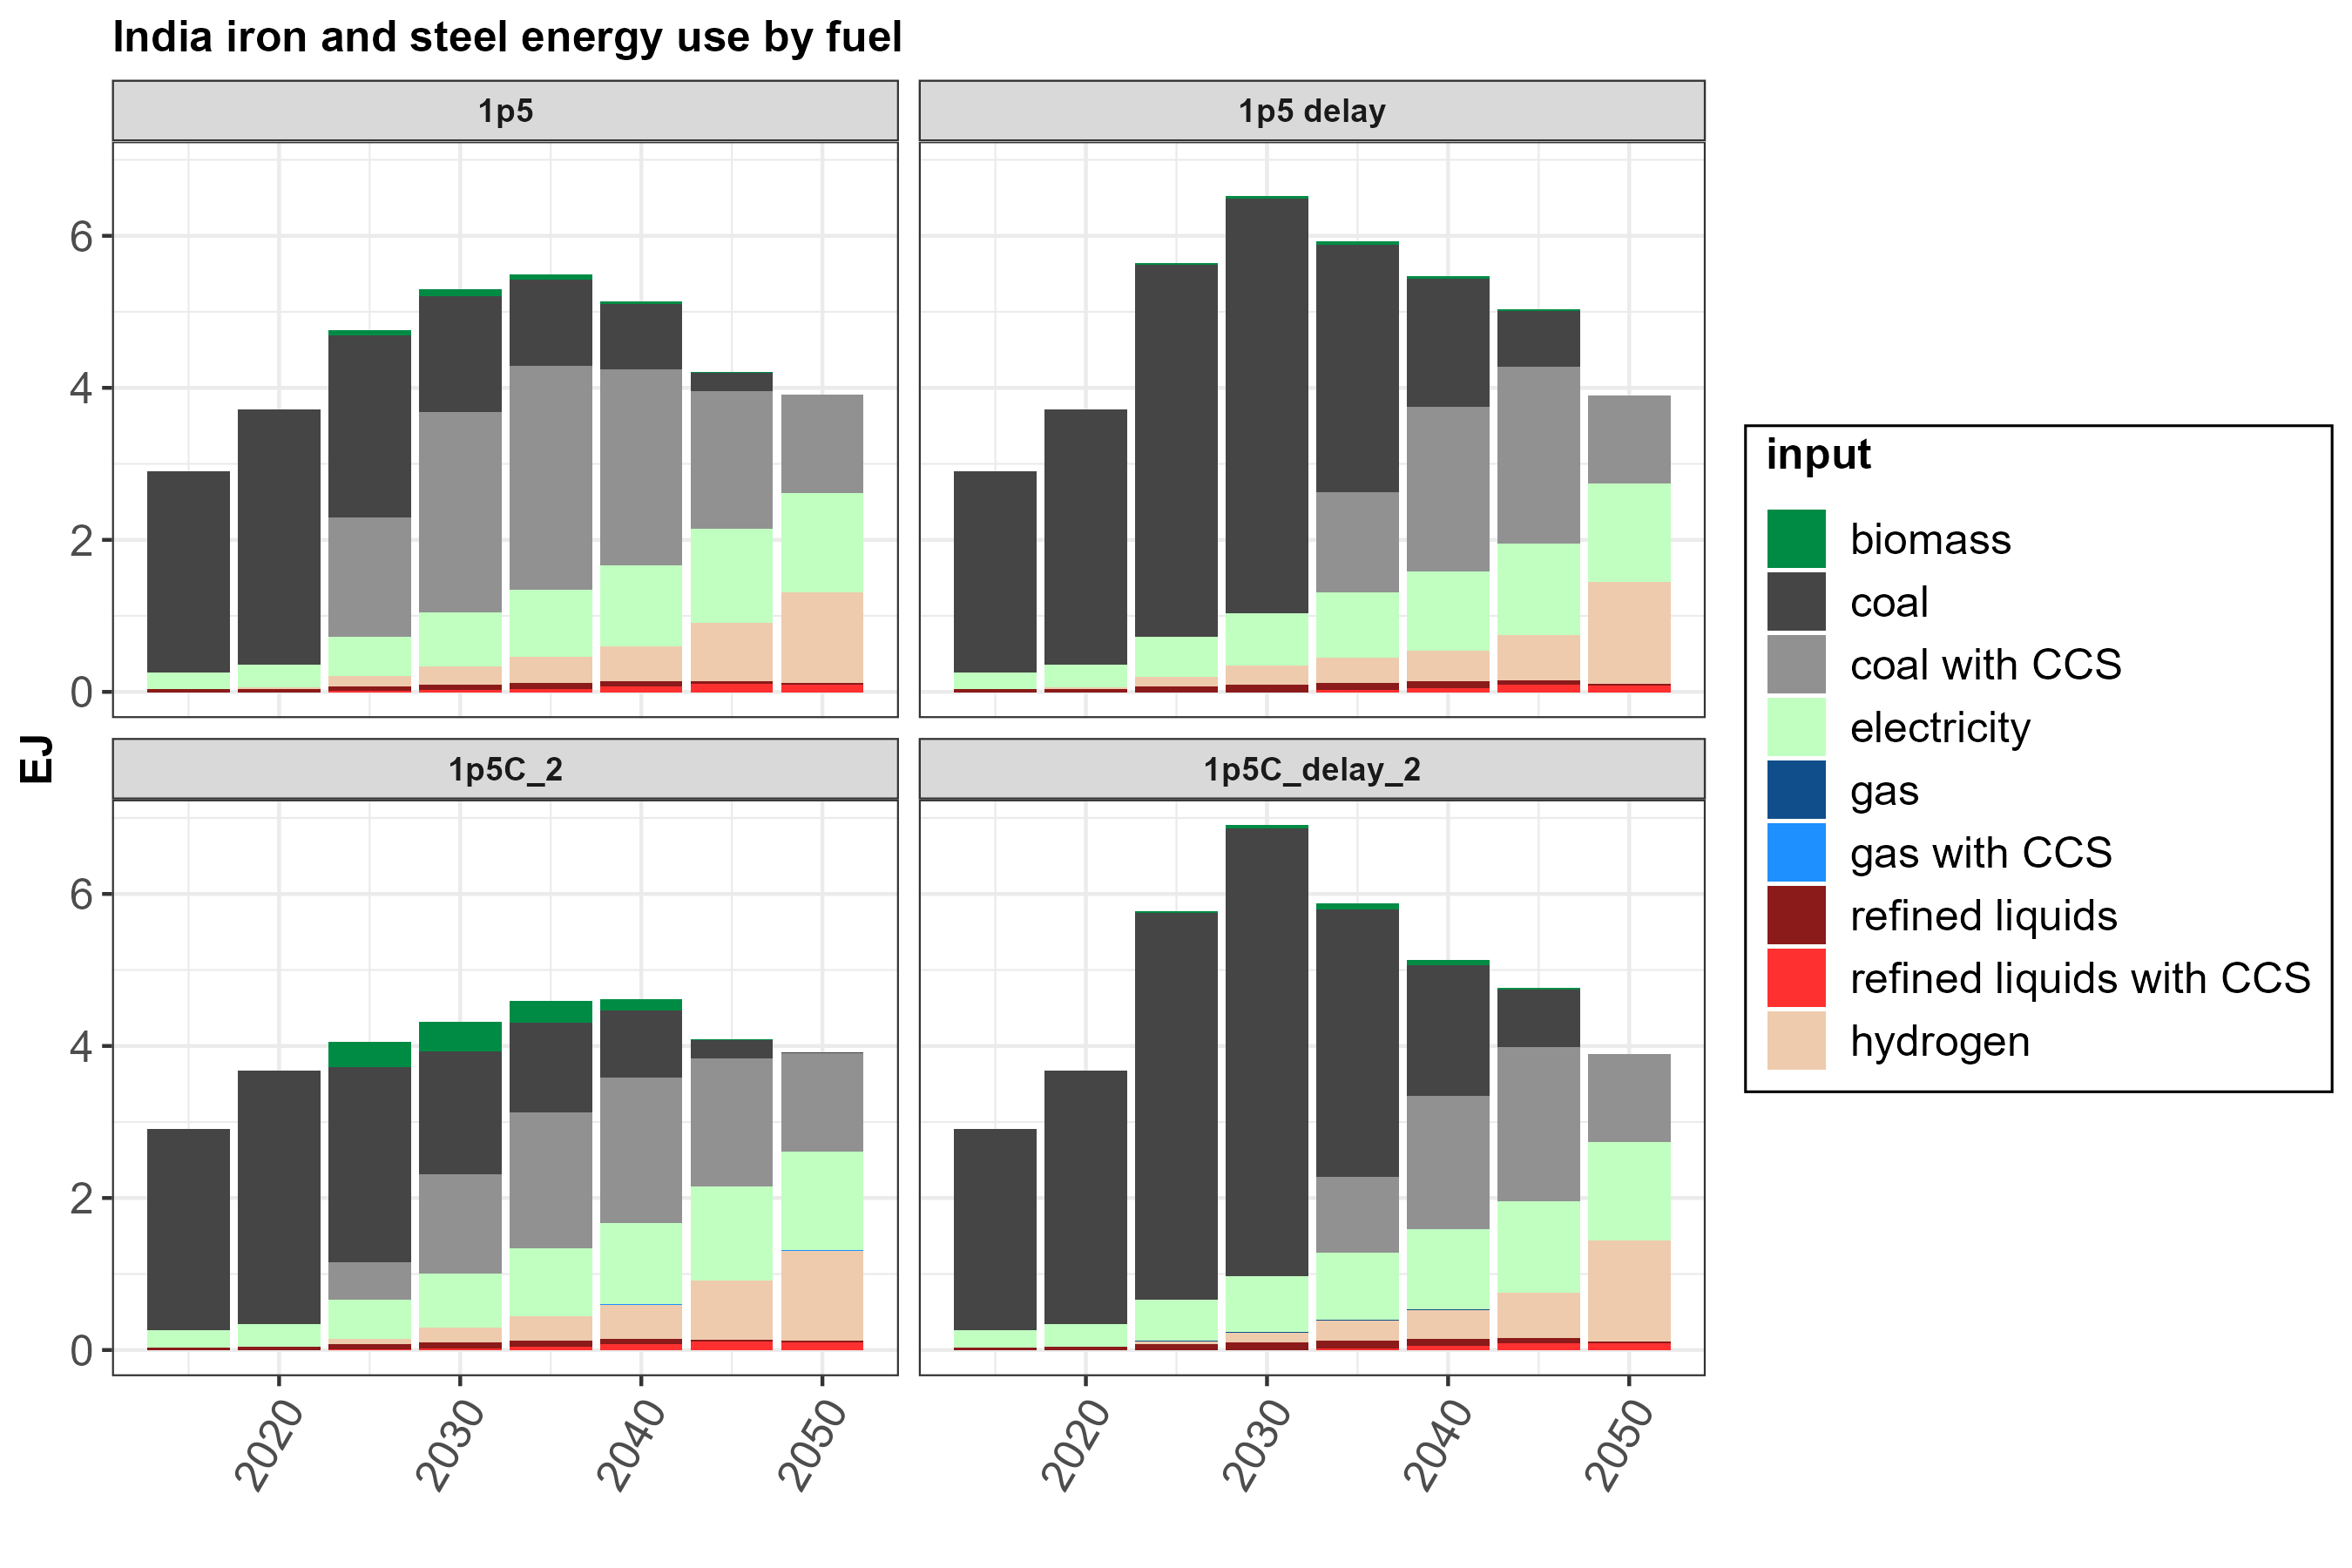 India iron and steel energy use by fuel
1p5
1p5 delay
6
4
2
0
1p5C_2
1p5C_delay_2
6
4
2
0
EJ
2020
2030
2040
2050
2020
2030
2040
2050
input
biomass
coal
coal with CCS
electricity
gas
gas with CCS
refined liquids
refined liquids with CCS
hydrogen